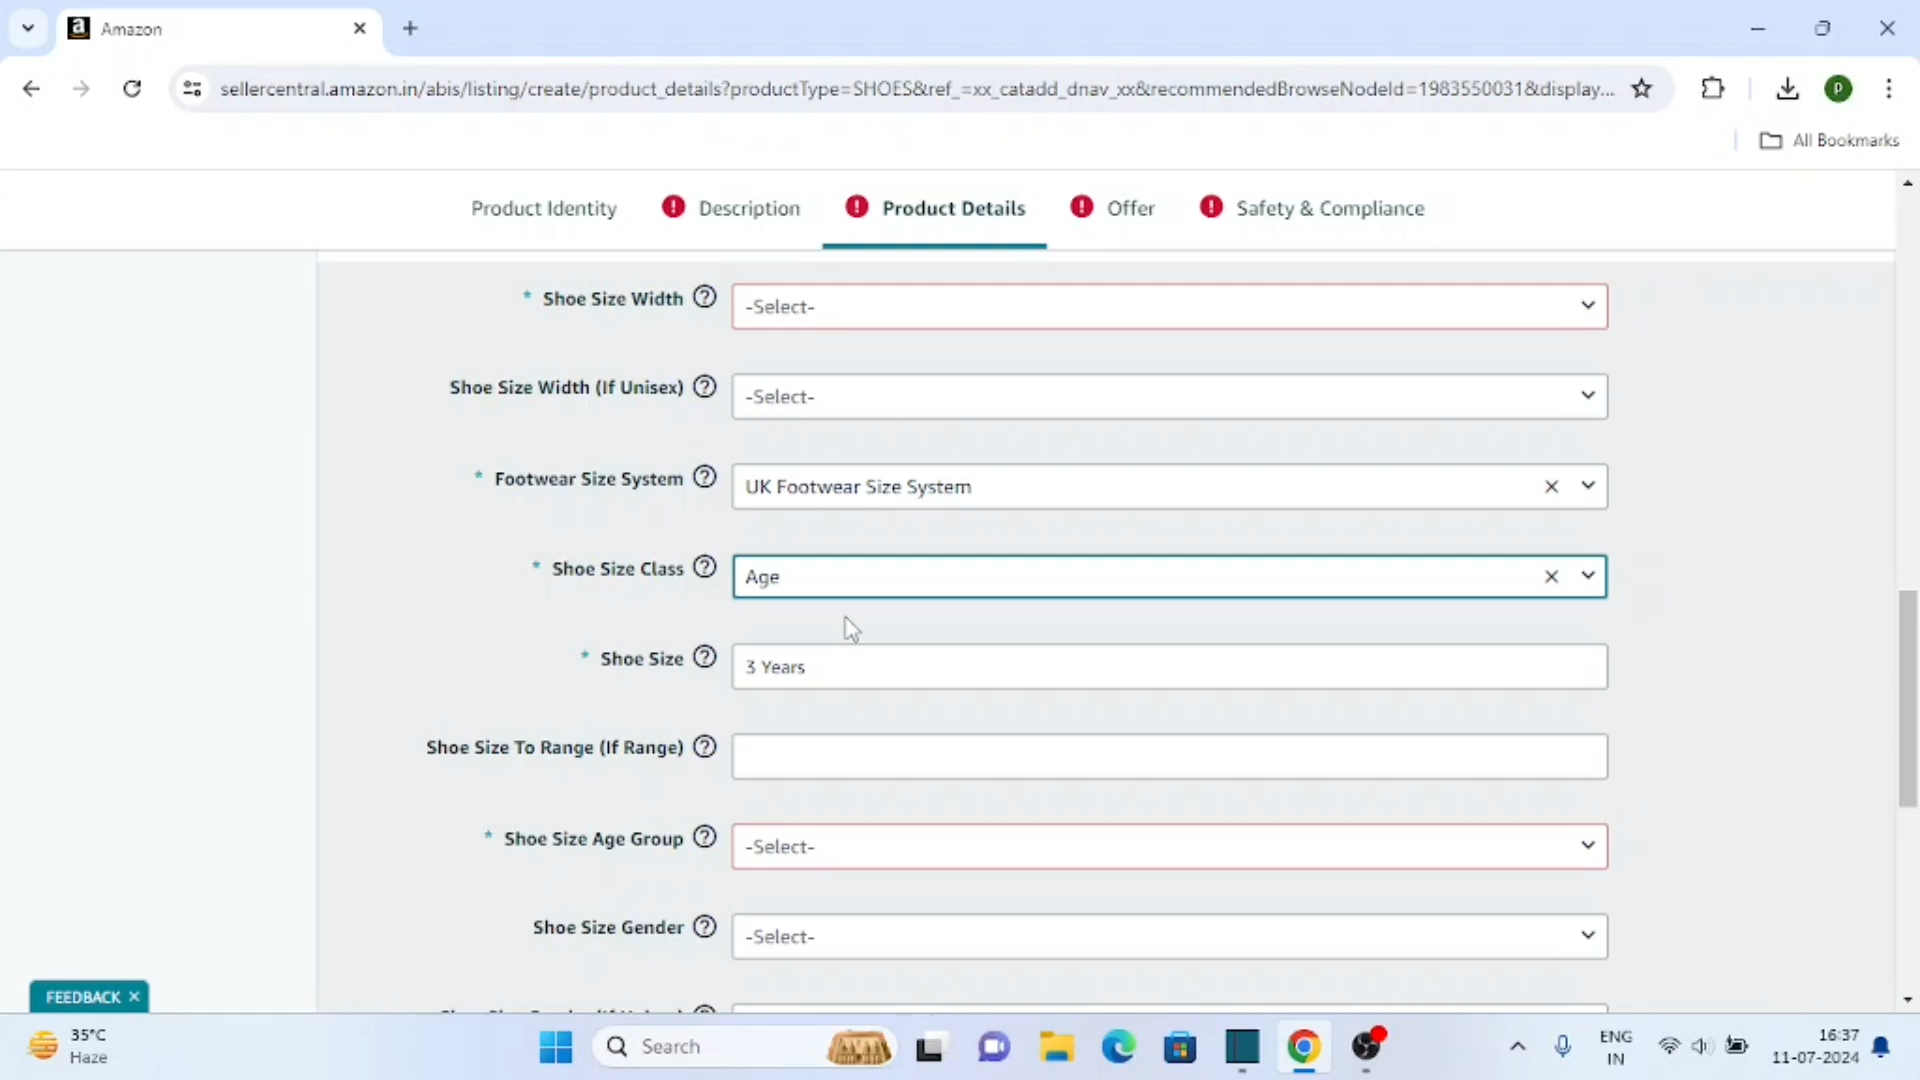 Amazon
sellercentral.amazon.in/abis/listing/create/product_details?productType=SHOES&ref_=xx_catadd_dnav_xx&recommendedBrowseNodeId=1983550031&display...
P
All Bookmarks
Product Identity ! Description ! Product Details ! Offer ! Safety & Compliance
* Shoe Size Width ? -Select-
Shoe Size Width (If Unisex) ? -Select-
* Footwear Size System ? UK Footwear Size System
* Shoe Size Class ? Age
* Shoe Size ? 3 Years
Shoe Size To Range (If Range) ?
* Shoe Size Age Group ? -Select-
Shoe Size Gender ? -Select-
FEEDBACK ×
35°C
Haze
Search
ENG
IN
16:37
11-07-2024